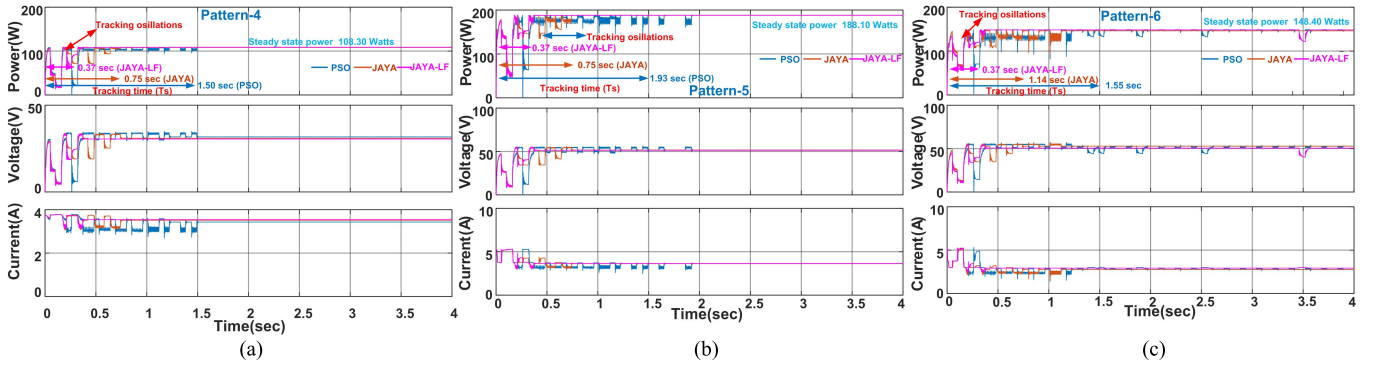 Pattern-4
Tracking osillations
Steady state power 108.30 Watts
PSO JAYA JAYA-LF
0.37 sec (JAYA-LF)
0.75 sec (JAYA)
1.50 sec (PSO)
Tracking time (Ts)
Power(W)
200
100
0
Voltage(V)
50
0
Current(A)
4
2
0
0 0.5 1 1.5 2 2.5 3 3.5 4
Time(sec)
(a)
Steady state power 188.10 Watts
Tracking osillations
0.37 sec (JAYA-LF)
PSO JAYA JAYA-LF
0.75 sec (JAYA)
1.93 sec (PSO)
Tracking time (Ts)
Pattern-5
Power(W)
200
100
0
Voltage(V)
100
50
0
Current(A)
10
5
0
0 0.5 1 1.5 2 2.5 3 3.5 4
Time(sec)
(b)
Tracking osillations
Pattern-6
Steady state power 148.40 Watts
PSO JAYA JAYA-LF
0.37 sec (JAYA-LF)
1.14 sec (JAYA)
1.55 sec
Tracking time (Ts)
Power(W)
200
100
0
Voltage(V)
100
50
0
Current(A)
10
5
0
0 0.5 1 1.5 2 2.5 3 3.5 4
Time(sec)
(c)